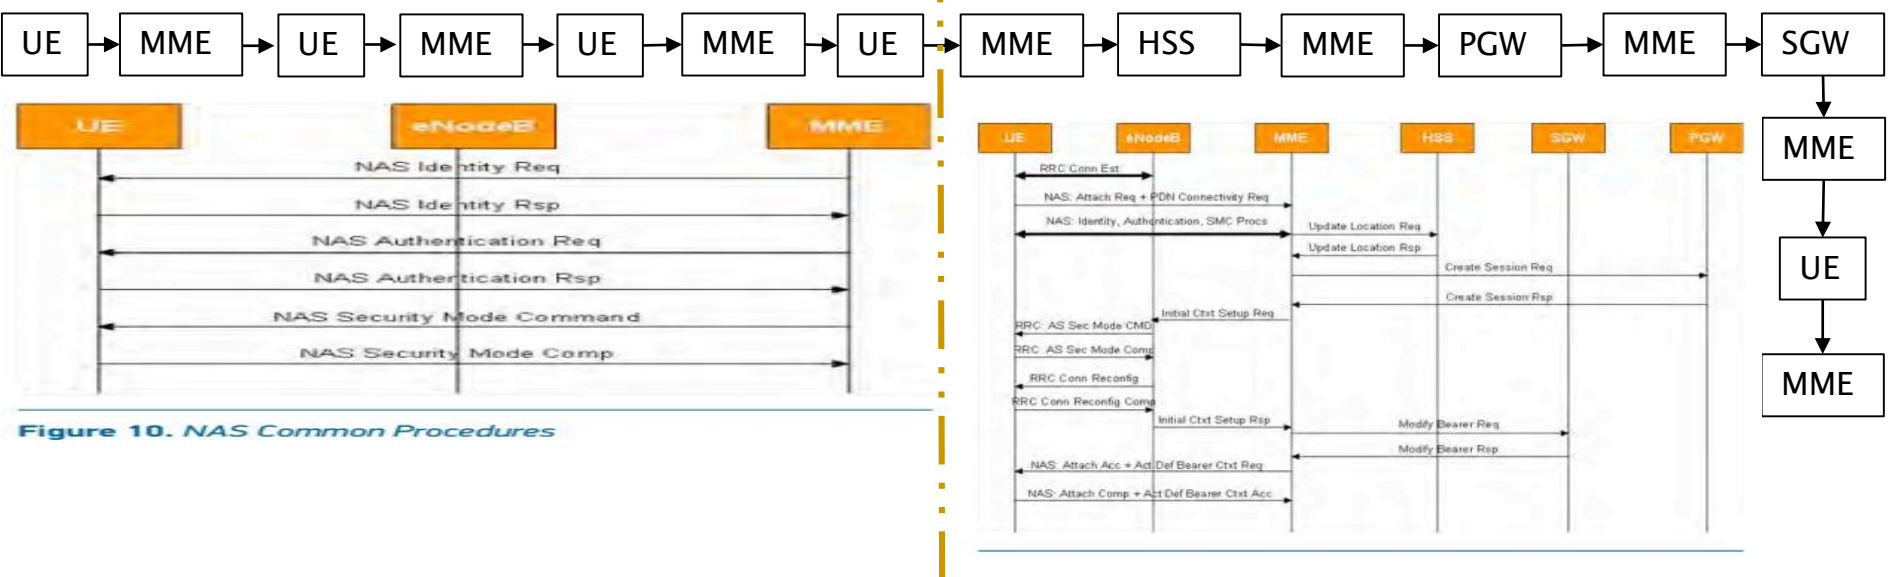 UE MME UE MME UE MME UE MME HSS MME PGW MME SGW
MME
UE
MME
UE eNodeB MME
NAS Identity Req
NAS Identity Rsp
NAS Authentication Req
NAS Authentication Rsp
NAS Security Mode Command
NAS Security Mode Comp
Figure 10. NAS Common Procedures
UE eNodeB MME HSS SGW PGW
RRC Conn Est
NAS: Attach Req + PDN Connectivity Req
NAS: Identity, Authentication, SMC Procs
Update Location Req
Update Location Rsp
Create Session Req
Create Session Rsp
Initial Ctxt Setup Req
RRC: AS Sec Mode CMD
RRC: AS Sec Mode Comp
RRC Conn Reconfig
RRC Conn Reconfig Comp
Initial Ctxt Setup Rsp
Modify Bearer Req
Modify Bearer Rsp
NAS: Attach Acc + Act Def Bearer Ctxt Req
NAS: Attach Comp + Act Def Bearer Ctxt Acc